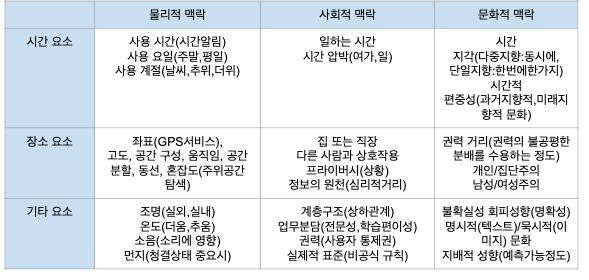 물리적 맥락 사회적 맥락 문화적 맥락
시간 요소
사용 시간(시간알림)
사용 요일(주말,평일)
사용 계절(날씨,추위,더위)
일하는 시간
시간 압박(여가,일)
시간
지각(다중지향:동시에,
단일지향:한번에한가지)
시간적
편중성(과거지향적,미래지
향적 문화)
장소 요소
좌표(GPS서비스),
고도, 공간 구성, 움직임, 공간
분할, 동선, 혼잡도(주위공간
탐색)
집 또는 직장
다른 사람과 상호작용
프라이버시(상황)
정보의 원천(심리적거리)
권력 거리(권력의 불공평한
분배를 수용하는 정도)
개인/집단주의
남성/여성주의
기타 요소
조명(실외,실내)
온도(더움,추움)
소음(소리에 영향)
먼지(청결상태 중요시)
계층구조(상하관계)
업무분담(전문성,학습편이성)
권력(사용자 통제권)
실제적 표준(비공식 규칙)
불확실성 회피성향(명확성)
명시적(텍스트)/묵시적(이
미지) 문화
지배적 성향(예측가능정도)